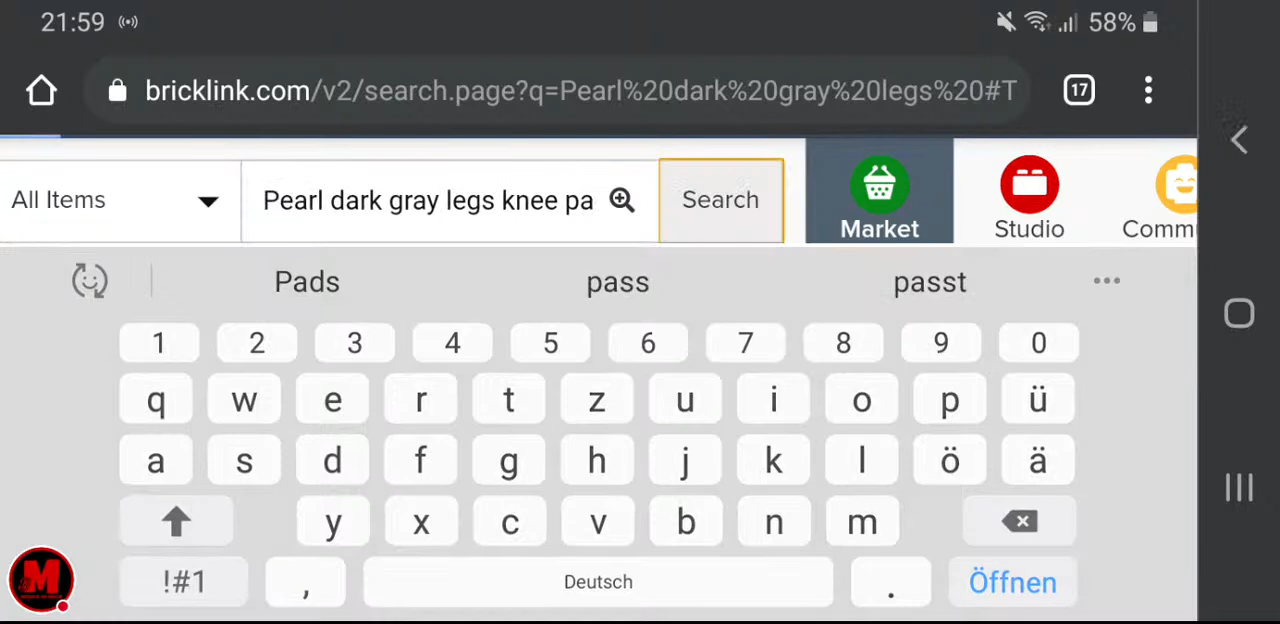 21:59 58%
bricklink.com/v2/search.page?q=Pearl%20dark%20gray%20legs%20#T 17
All Items Pearl dark gray legs knee pa Search Market Studio Comm
Pads pass passt
1 2 3 4 5 6 7 8 9 0
q w e r t z u i o p ü
a s d f g h j k l ö ä
y x c v b n m
!#1 , Deutsch . Öffnen
M